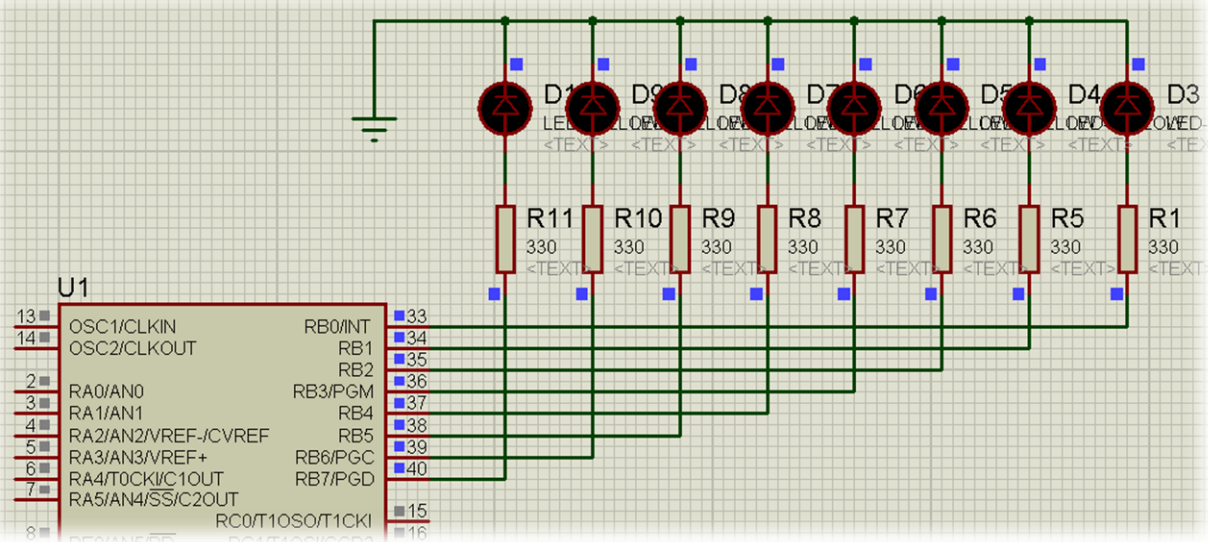 D1 D9 D8 D7 D6 D5 D4 D3
<TEXT> <TEXT> <TEXT> <TEXT> <TEXT> <TEXT> <TEXT> <TEX
R11 R10 R9 R8 R7 R6 R5 R1
330 330 330 330 330 330 330 330
<TEXT> <TEXT> <TEXT> <TEXT> <TEXT> <TEXT> <TEXT> <TEXT
U1
13 OSC1/CLKIN RB0/INT 33
14 OSC2/CLKOUT RB1 34
RB2 35
2 RA0/AN0 RB3/PGM 36
3 RA1/AN1 RB4 37
4 RA2/AN2/VREF-/CVREF RB5 38
5 RA3/AN3/VREF+ RB6/PGC 39
6 RA4/T0CKI/C1OUT RB7/PGD 40
7 RA5/AN4/SS/C2OUT
RC0/T1OSO/T1CKI 15
8 16